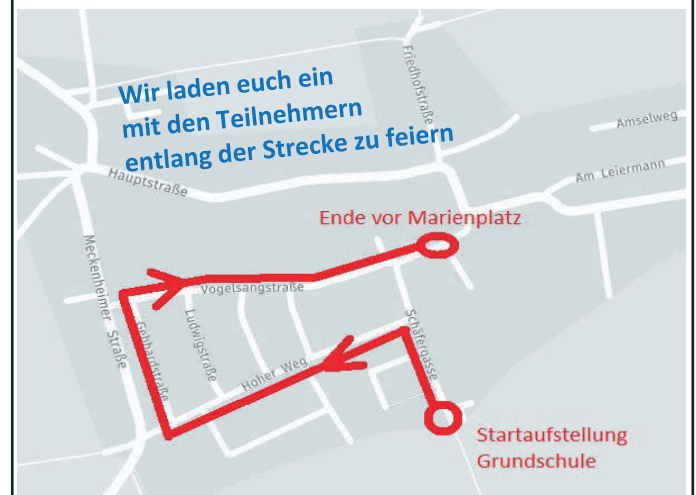 Wir laden euch ein
mit den Teilnehmern
entlang der Strecke zu feiern
Friedhofstraße
Amselweg
Am Leiermann
Hauptstraße
Ende vor Marienplatz
Meckenheimer Straße
Vogelsangstraße
Gebhardstraße
Ludwigstraße
Schäfergasse
Hoher Weg
Startaufstellung
Grundschule